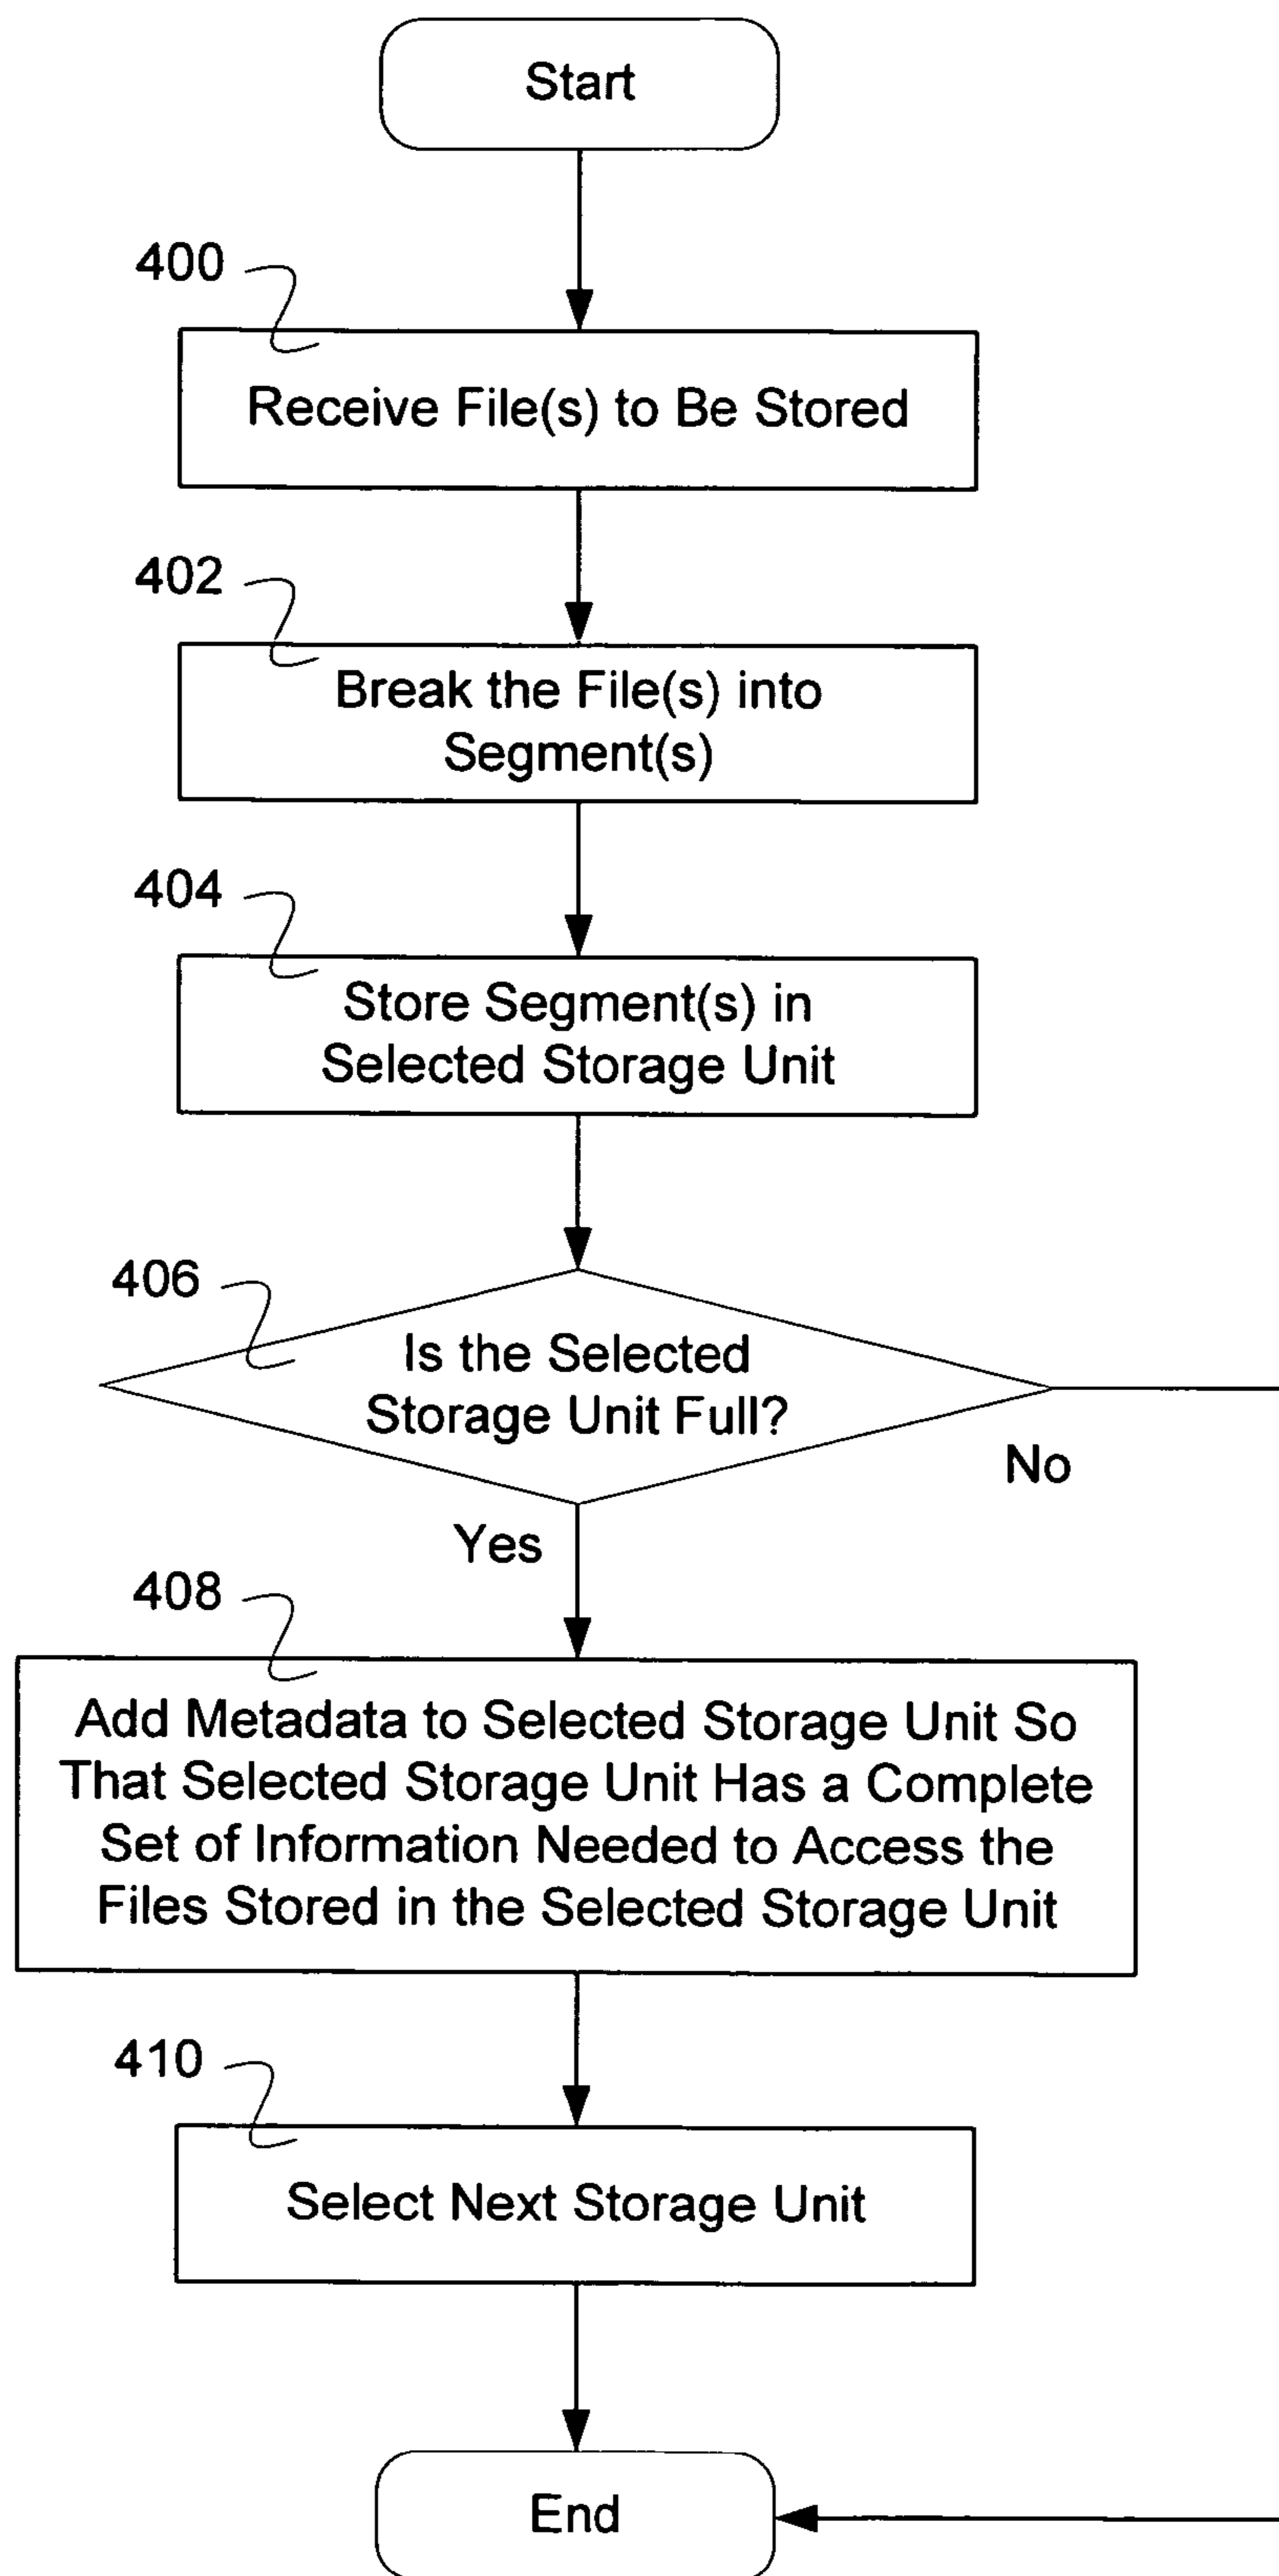 Start
400
Receive File(s) to Be Stored
402
Break the File(s) into
Segment(s)
404
Store Segment(s) in
Selected Storage Unit
406
Is the Selected
Storage Unit Full?
No
Yes
408
Add Metadata to Selected Storage Unit So
That Selected Storage Unit Has a Complete
Set of Information Needed to Access the
Files Stored in the Selected Storage Unit
410
Select Next Storage Unit
End